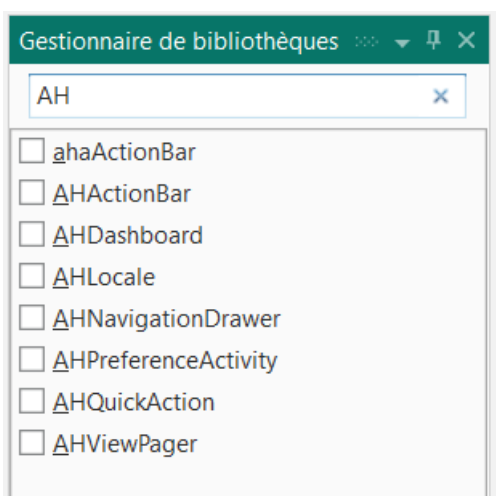 Gestionnaire de bibliothèques
AH
ahaActionBar
AHActionBar
AHDashboard
AHLocale
AHNavigationDrawer
AHPreferenceActivity
AHQuickAction
AHViewPager